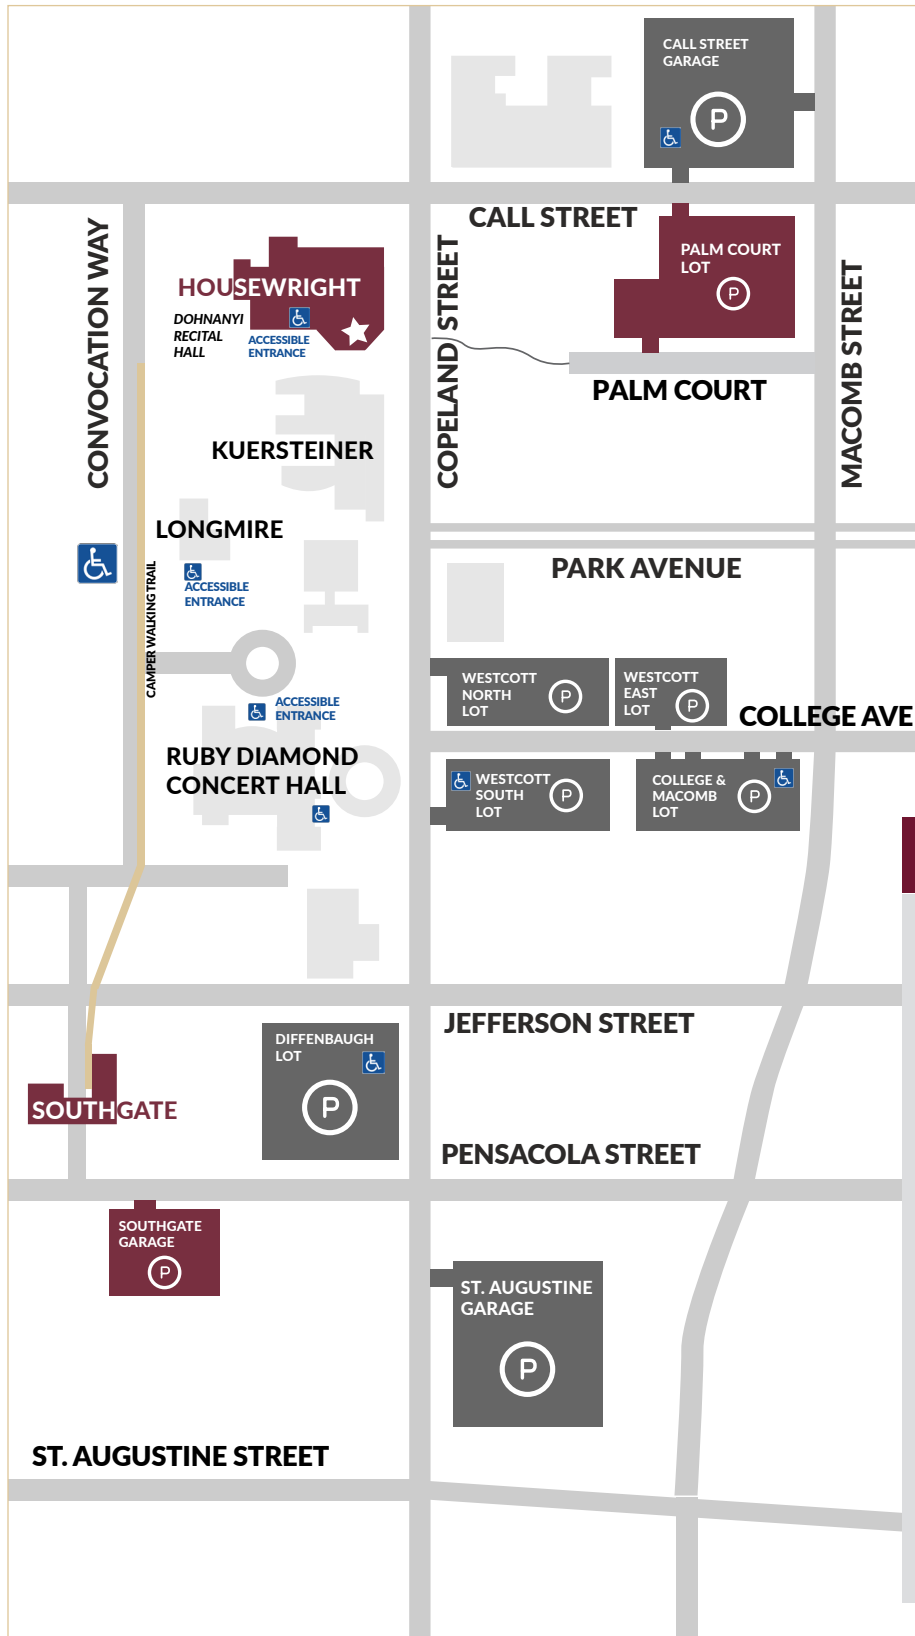 CALL STREET
GARAGE
P
CALL STREET
CONVOCATION WAY
COPELAND STREET
MACOMB STREET
PALM COURT
LOT
P
HOUSEWRIGHT
DOHNANYI
RECITAL
HALL
ACCESSIBLE
ENTRANCE
PALM COURT
KUERSTEINER
LONGMIRE
ACCESSIBLE
ENTRANCE
CAMPER WALKING TRAIL
PARK AVENUE
WESTCOTT
NORTH
LOT
P
WESTCOTT
EAST
LOT
P
ACCESSIBLE
ENTRANCE
COLLEGE AVE
RUBY DIAMOND
CONCERT HALL
WESTCOTT
SOUTH
LOT
P
COLLEGE &
MACOMB
LOT
P
JEFFERSON STREET
DIFFENBAUGH
LOT
P
SOUTHGATE
PENSACOLA STREET
SOUTHGATE
GARAGE
P
ST. AUGUSTINE
GARAGE
P
ST. AUGUSTINE STREET